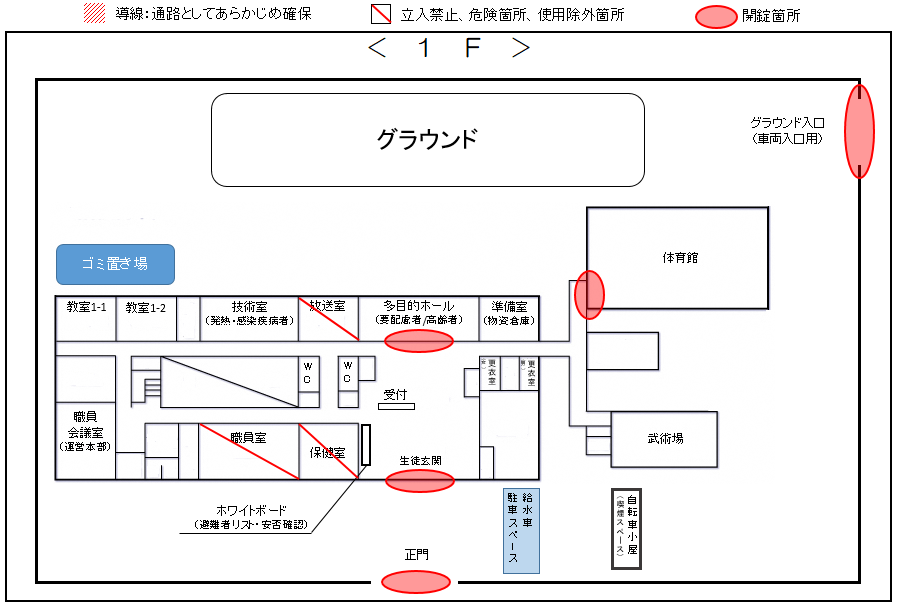 導線：通路としてあらかじめ確保
立入禁止、危険箇所、使用除外箇所
開錠箇所
＜ 1 F ＞
グラウンド
グラウンド入口
（車両入口用）
体育館
ゴミ置き場
教室1-1
教室1-2
技術室
（発熱・感染疾病者）
放送室
多目的ホール
（要配慮者/高齢者）
準備室
（物資倉庫）
WC
WC
受付
更衣室
更衣室
職員
会議室
（運営本部）
職員室
保健室
生徒玄関
武術場
ホワイトボード
（避難者リスト・安否確認）
給水車
駐車スペース
自転車小屋
（喫煙スペース）
正門